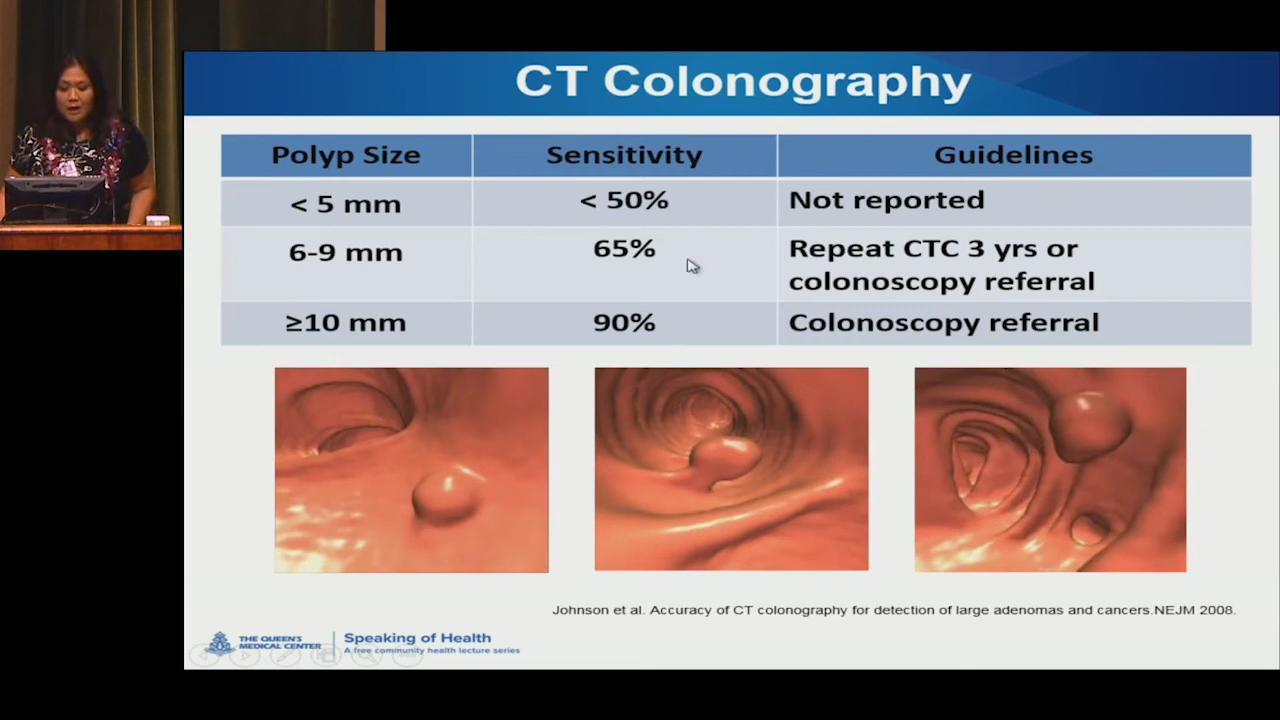 CT Colonography
Polyp Size Sensitivity Guidelines
< 5 mm < 50% Not reported
6-9 mm 65% Repeat CTC 3 yrs or
colonoscopy referral
≥10 mm 90% Colonoscopy referral
Johnson et al. Accuracy of CT colonography for detection of large adenomas and cancers.NEJM 2008.
THE QUEEN'S
MEDICAL CENTER
Speaking of Health
A free community health lecture series